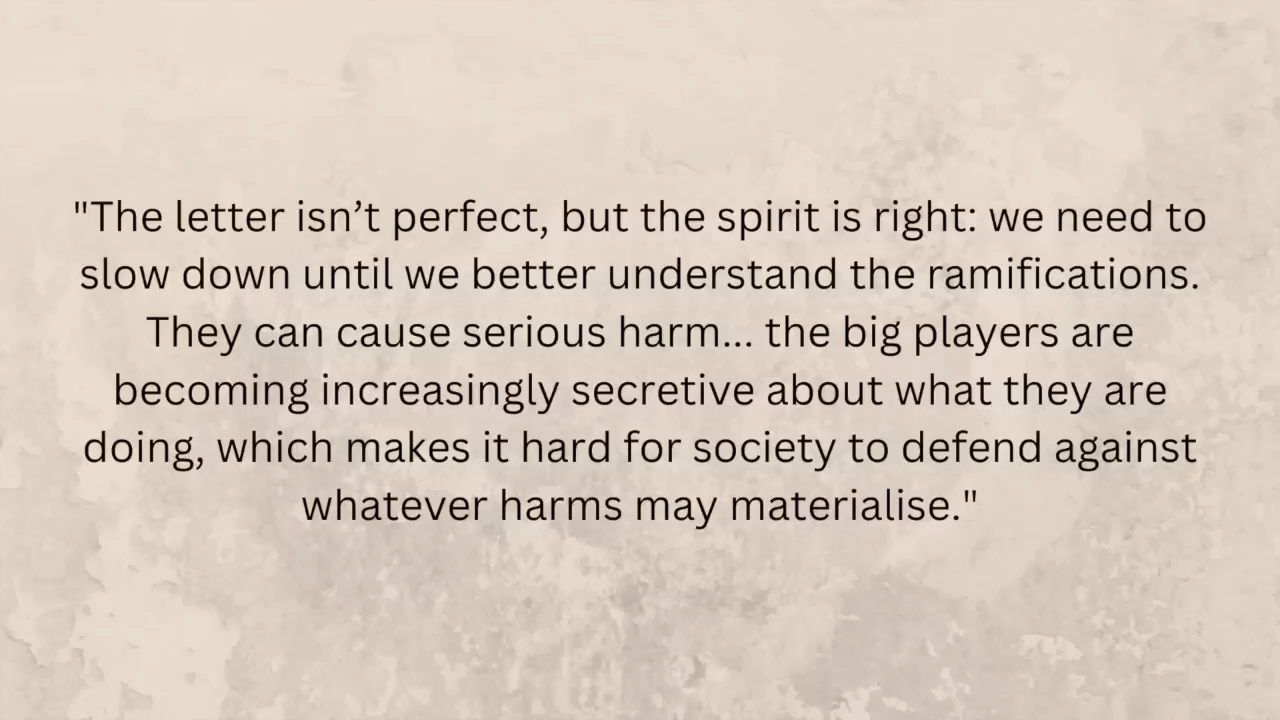 "The letter isn’t perfect, but the spirit is right: we need to
slow down until we better understand the ramifications.
They can cause serious harm... the big players are
becoming increasingly secretive about what they are
doing, which makes it hard for society to defend against
whatever harms may materialise."